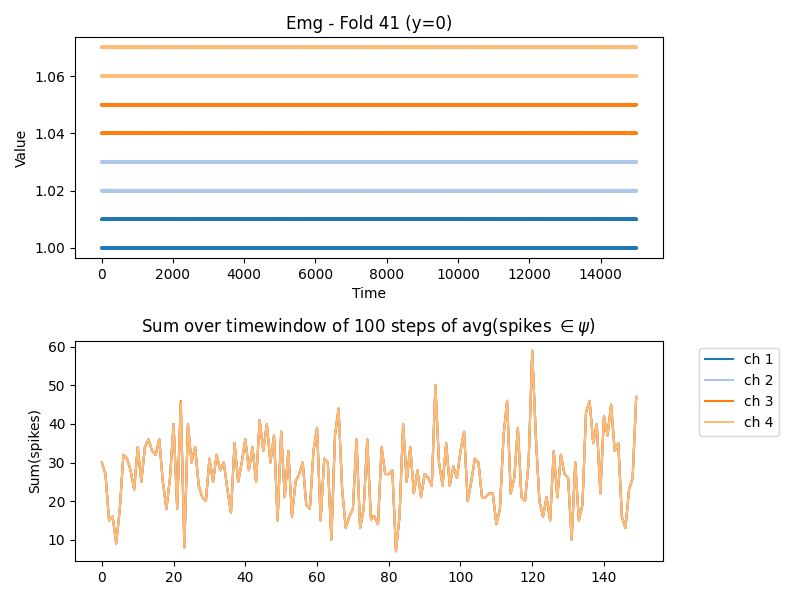 Emg - Fold 41 (y=0)
Value
1.06
1.04
1.02
1.00
0 2000 4000 6000 8000 10000 12000 14000
Time
Sum over timewindow of 100 steps of avg(spikes ∈ ψ)
Sum(spikes)
60
50
40
30
20
10
0 20 40 60 80 100 120 140
ch 1
ch 2
ch 3
ch 4